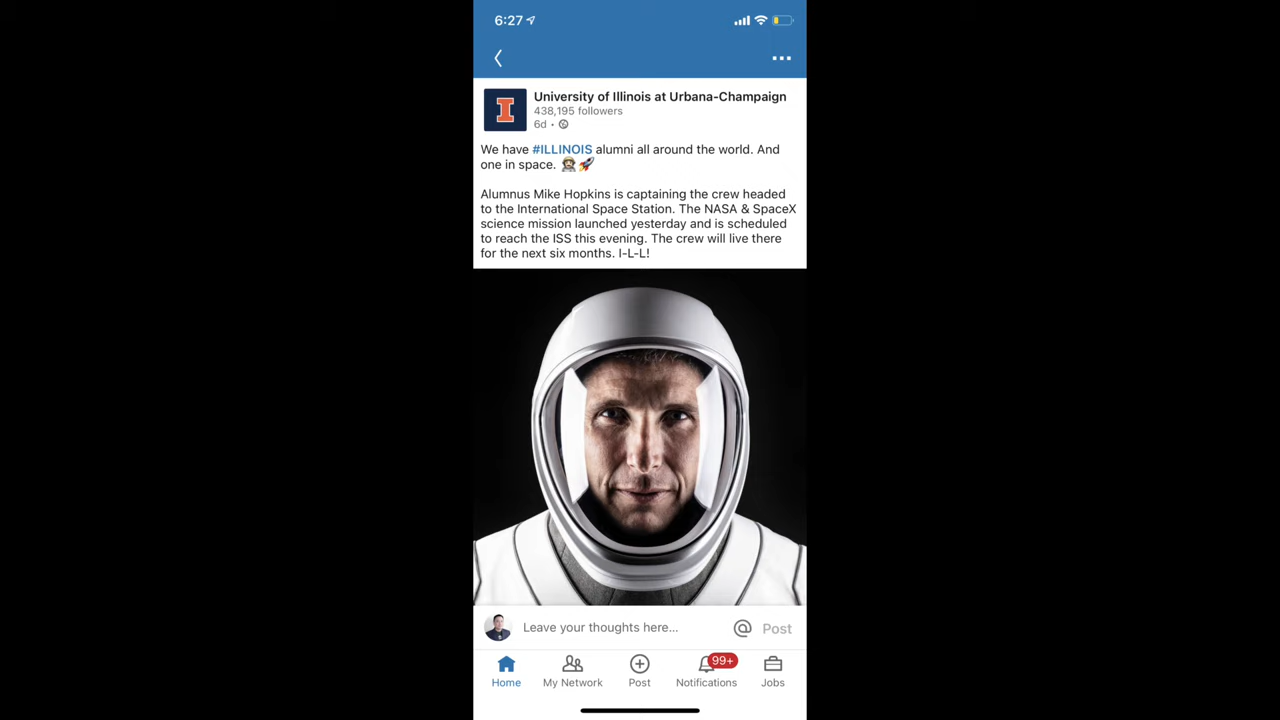 6:27
University of Illinois at Urbana-Champaign
438,195 followers
6d •
We have #ILLINOIS alumni all around the world. And
one in space. 👨🏼‍🚀🚀
Alumnus Mike Hopkins is captaining the crew headed
to the International Space Station. The NASA & SpaceX
science mission launched yesterday and is scheduled
to reach the ISS this evening. The crew will live there
for the next six months. I-L-L!
Leave your thoughts here... @ Post
99+
Home My Network Post Notifications Jobs